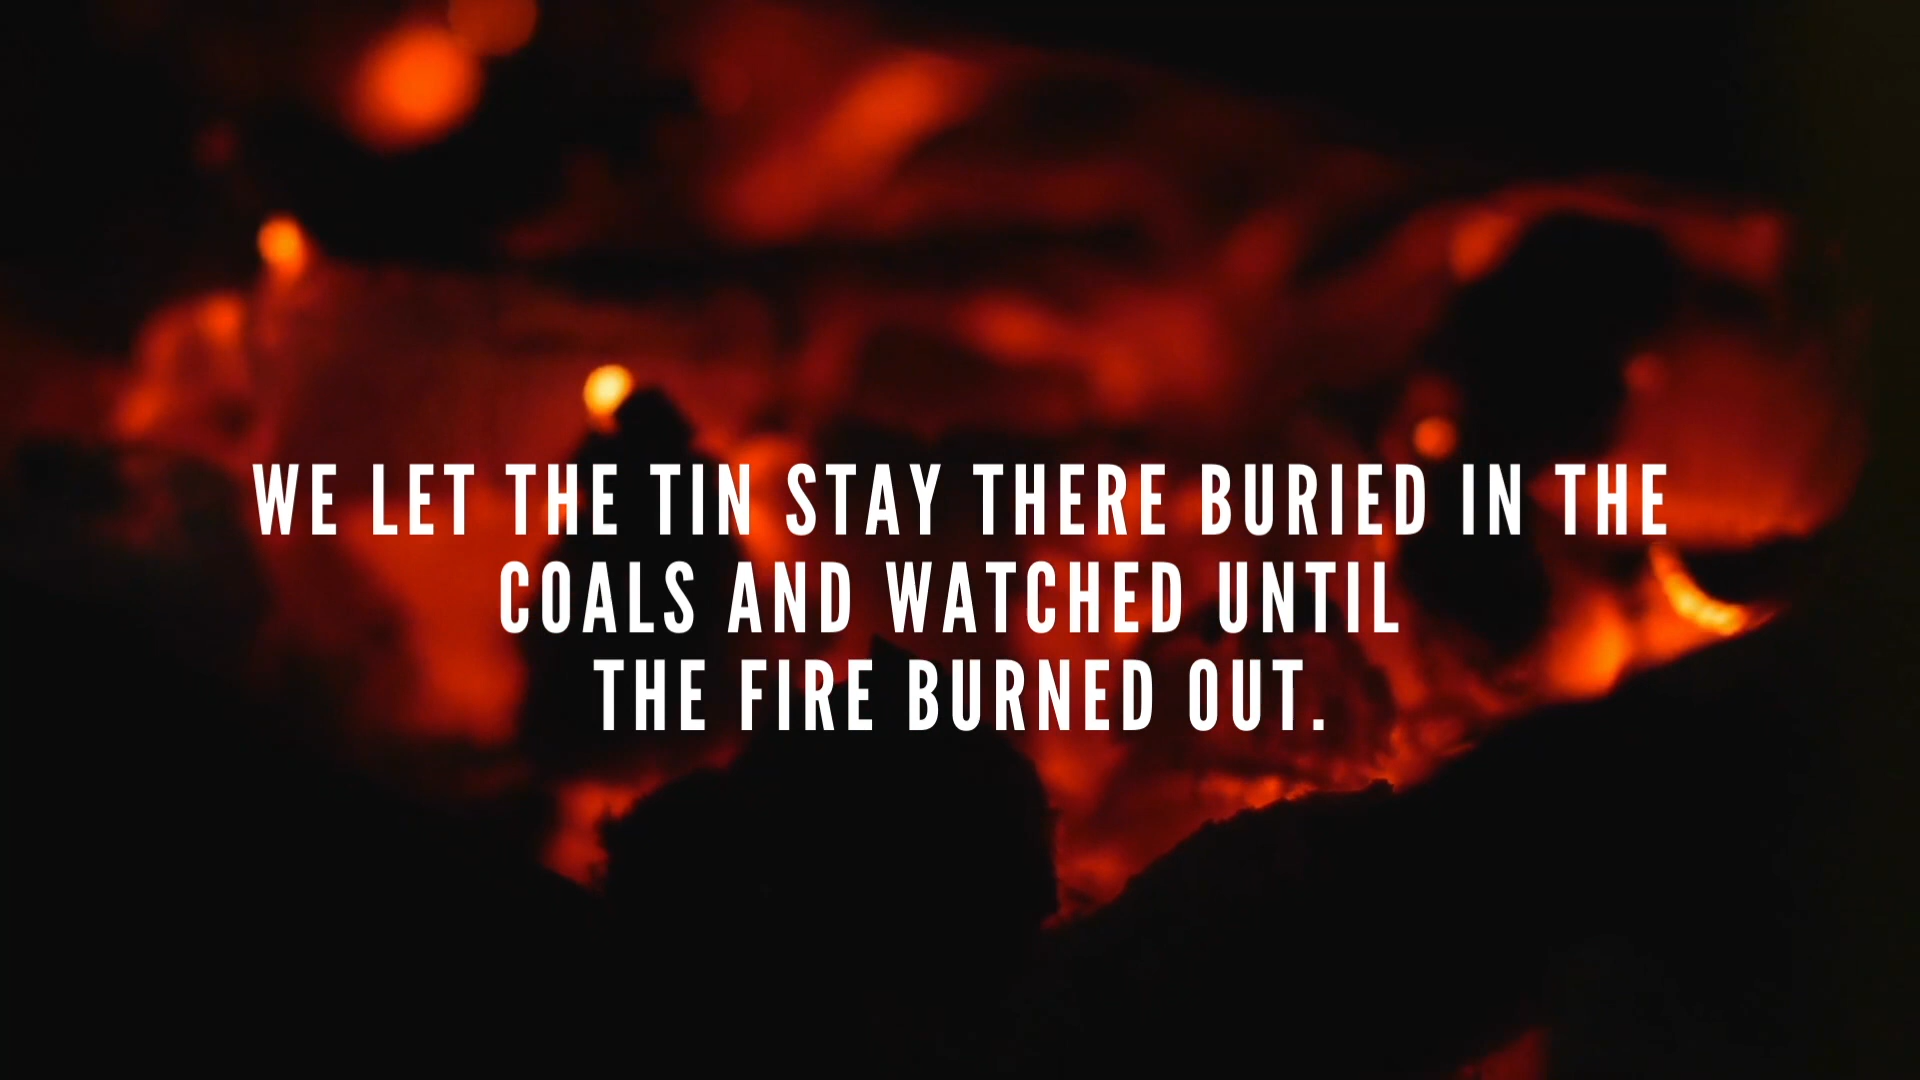 WE LET THE TIN STAY THERE BURIED IN THE
COALS AND WATCHED UNTIL
THE FIRE BURNED OUT.